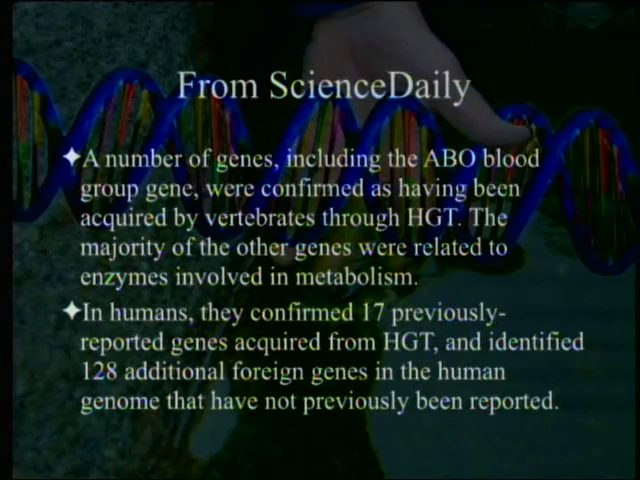 From ScienceDaily
✦A number of genes, including the ABO blood
group gene, were confirmed as having been
acquired by vertebrates through HGT. The
majority of the other genes were related to
enzymes involved in metabolism.
✦In humans, they confirmed 17 previously-
reported genes acquired from HGT, and identified
128 additional foreign genes in the human
genome that have not previously been reported.